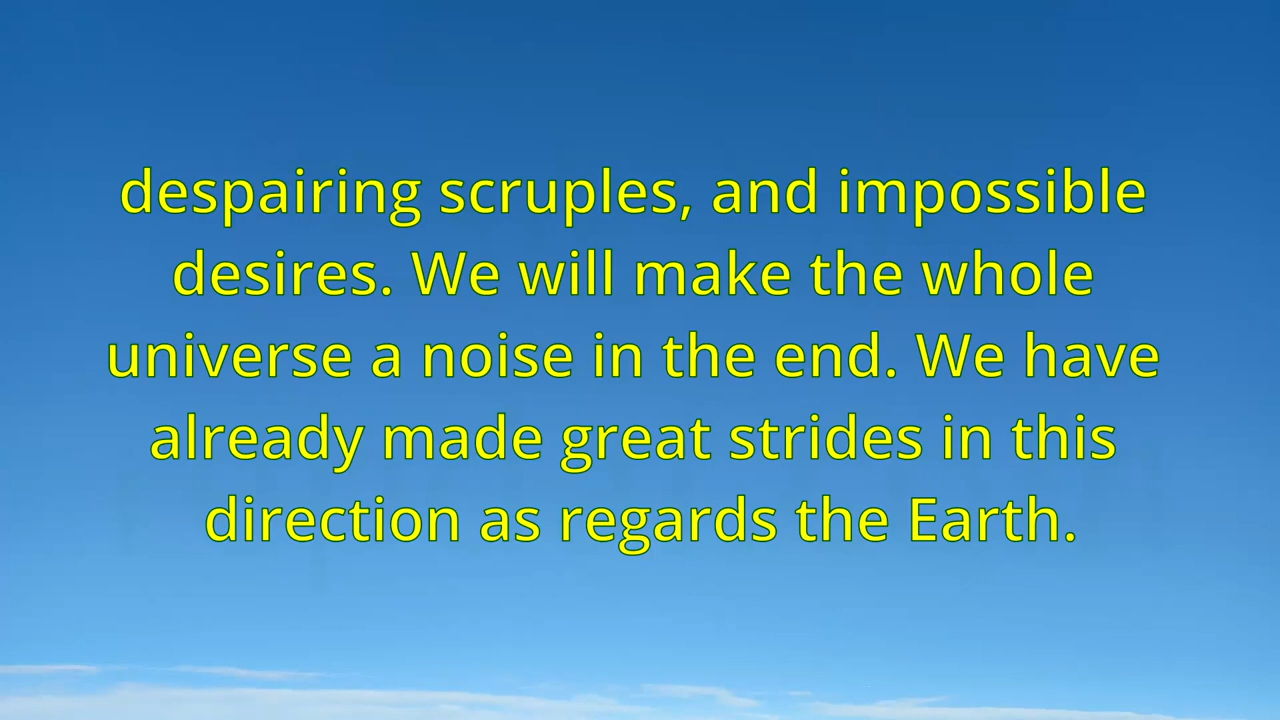 despairing scruples, and impossible
desires. We will make the whole
universe a noise in the end. We have
already made great strides in this
direction as regards the Earth.